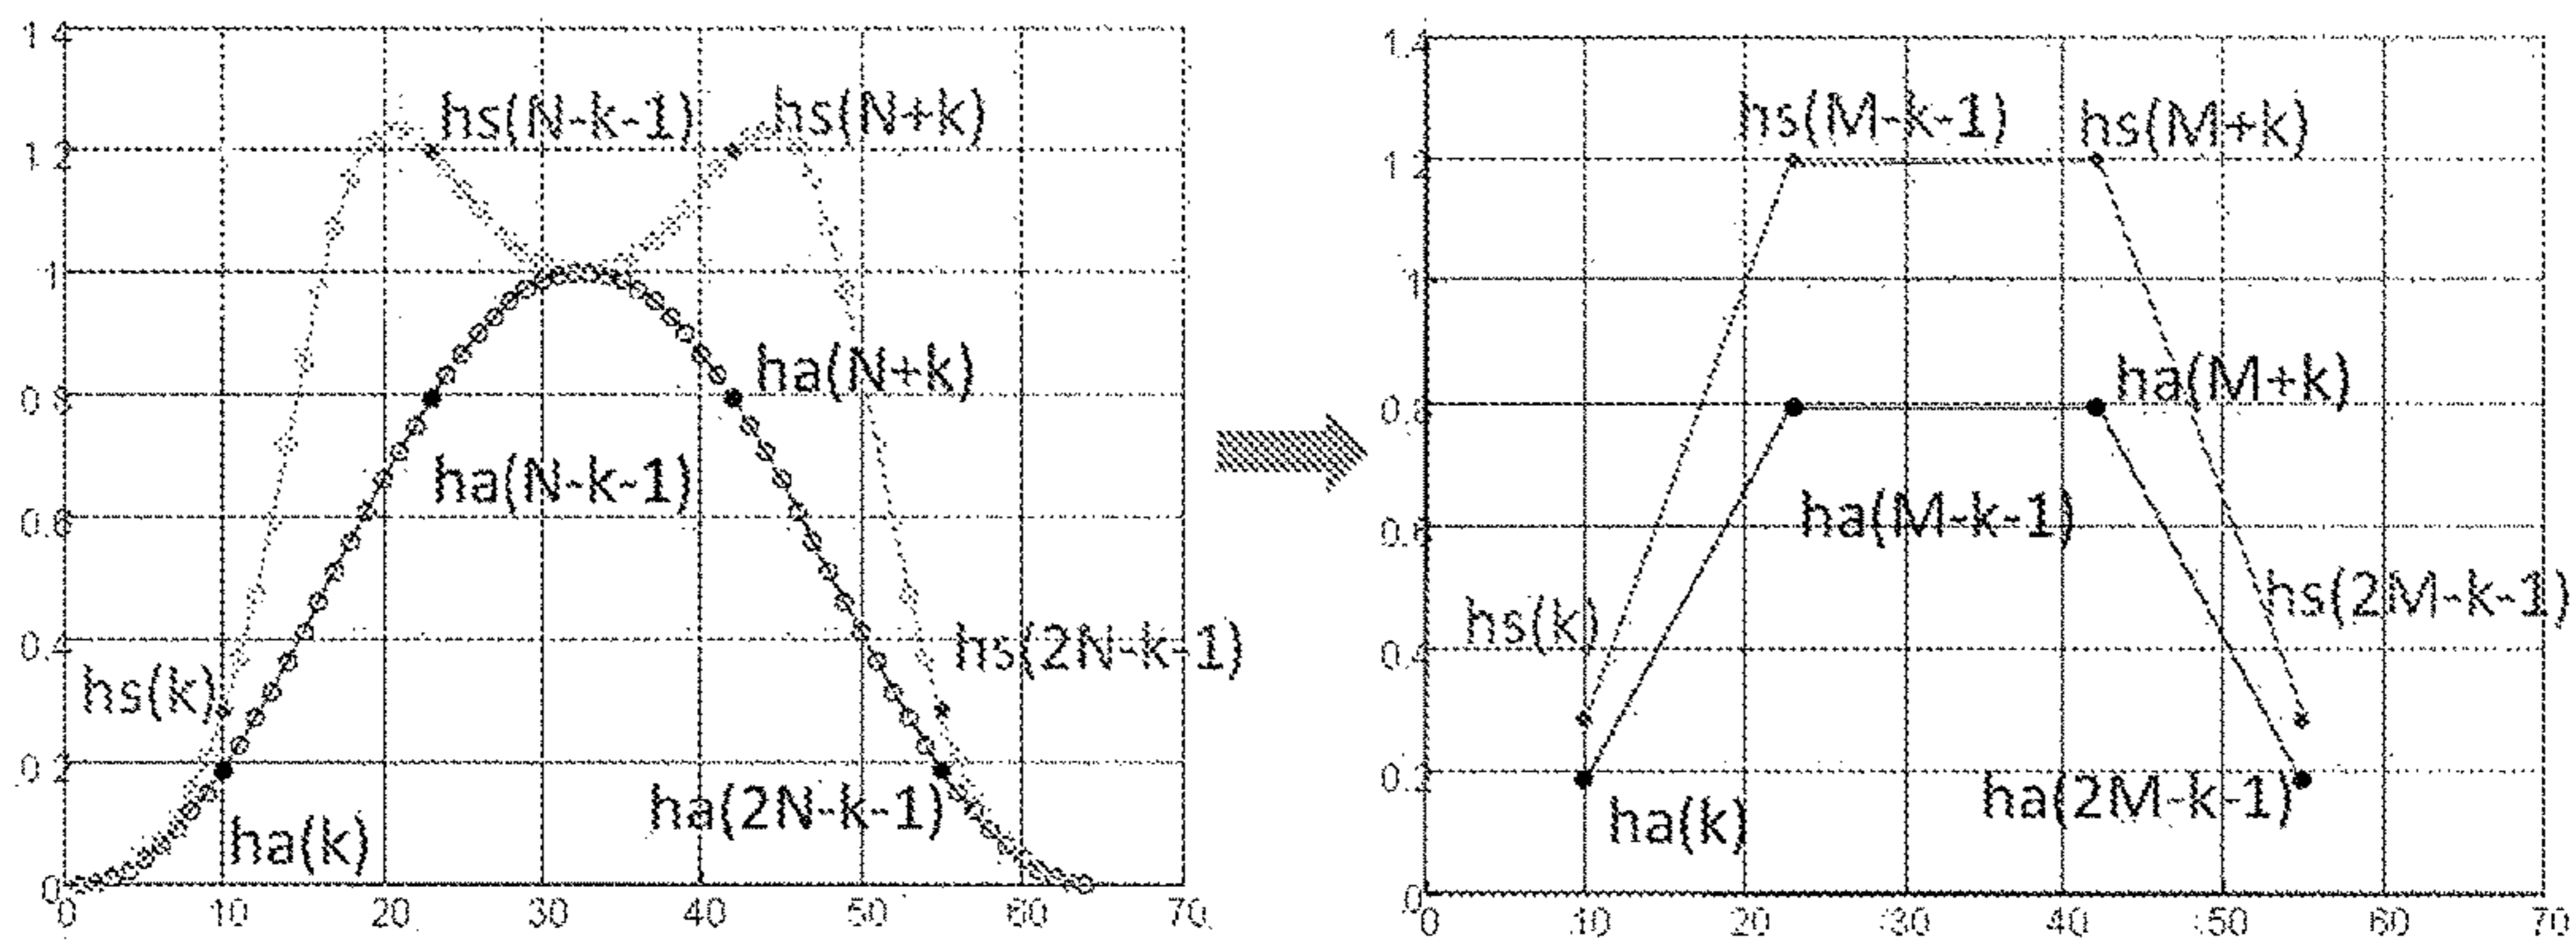 1.4
hs(N-k-1)
hs(N+k)
1.2
1
ha(N+k)
0.8
ha(N-k-1)
0.6
0.4
hs(2N-k-1)
hs(k)
0.2
ha(2N-k-1)
ha(k)
0
0 10 20 30 40 50 60 70
1.4
hs(M-k-1)
hs(M+k)
1.2
1
ha(M+k)
0.8
ha(M-k-1)
0.6
hs(2M-k-1)
hs(k)
0.4
0.2
ha(2M-k-1)
ha(k)
0
0 10 20 30 40 50 60 70